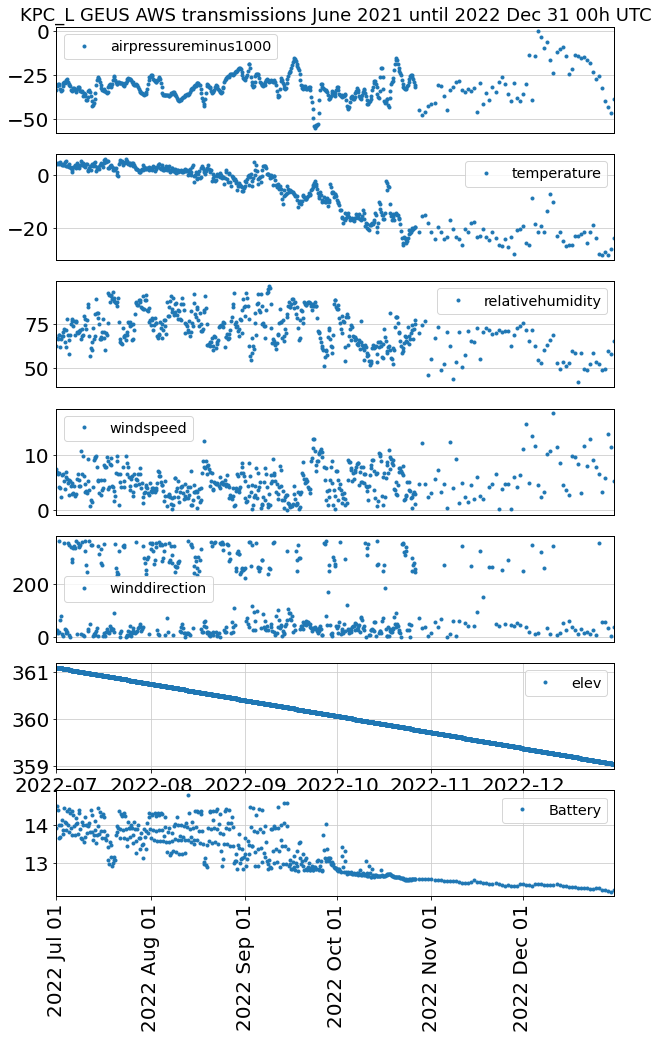 KPC_L GEUS AWS transmissions June 2021 until 2022 Dec 31 00h UTC
0
−25
−50
airpressureminus1000
0
−20
temperature
75
50
relativehumidity
10
0
windspeed
200
0
winddirection
361
360
359
elev
2022-07 2022-08 2022-09 2022-10 2022-11 2022-12
14
13
Battery
2022 Jul 01
2022 Aug 01
2022 Sep 01
2022 Oct 01
2022 Nov 01
2022 Dec 01